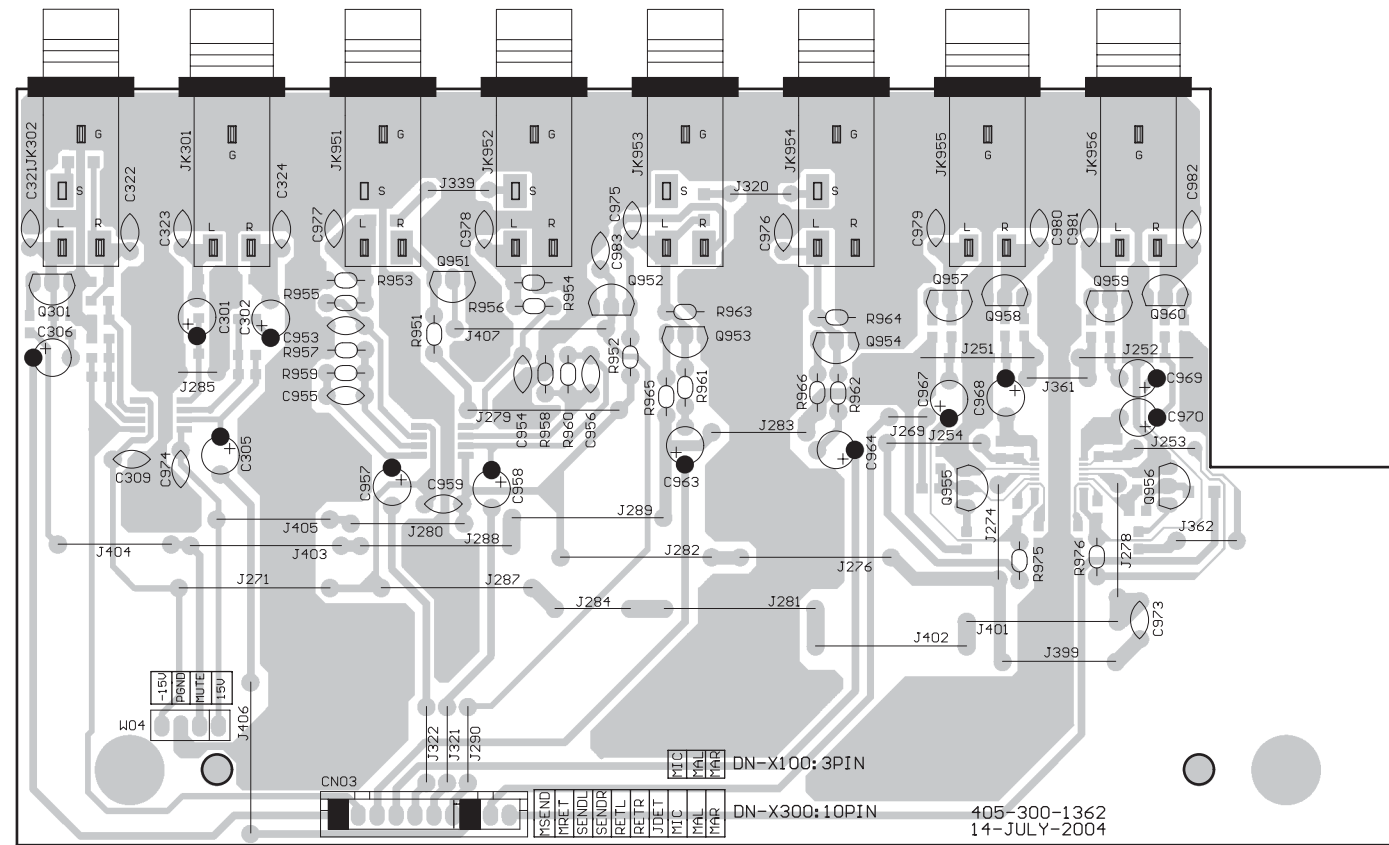 JK302
C321
C322
JK301
C323
C324
JK951
C977
JK952
C978
JK953
C975
C983
JK954
C976
JK955
C979
C980
JK956
C981
C982
G
G
G
G
G
G
G
G
S
S
S
S
S
L R
L R
L R
L R
L R
L R
L R
L R
J339
J320
Q301
C306
C301
C302
J285
R955
R953
C953
R957
R959
C955
Q951
R951
R956
R954
J407
Q952
R952
R963
Q953
R965
R961
R964
Q954
R966
R962
Q957
Q958
Q959
Q960
J251
J252
J361
C967
C968
C969
C970
J279
C954
R958
R960
C956
J283
J269
J254
J253
C309
C974
C305
C957
C959
C958
C963
C964
Q955
Q956
J405
J280
J289
J274
J362
J404
J403
J288
J282
J276
R975
R976
J278
J271
J287
J284
J281
J401
C973
J402
J399
-15V
PGND
MUTE
15V
W04
J406
J322
J321
J290
MIC
MAL
MAR
DN-X100:3PIN
CN03
MSEND
MRET
SENDL
SENDR
RETL
RETR
JDET
MIC
MAL
MAR
DN-X300:10PIN
405-300-1362
14-JULY-2004